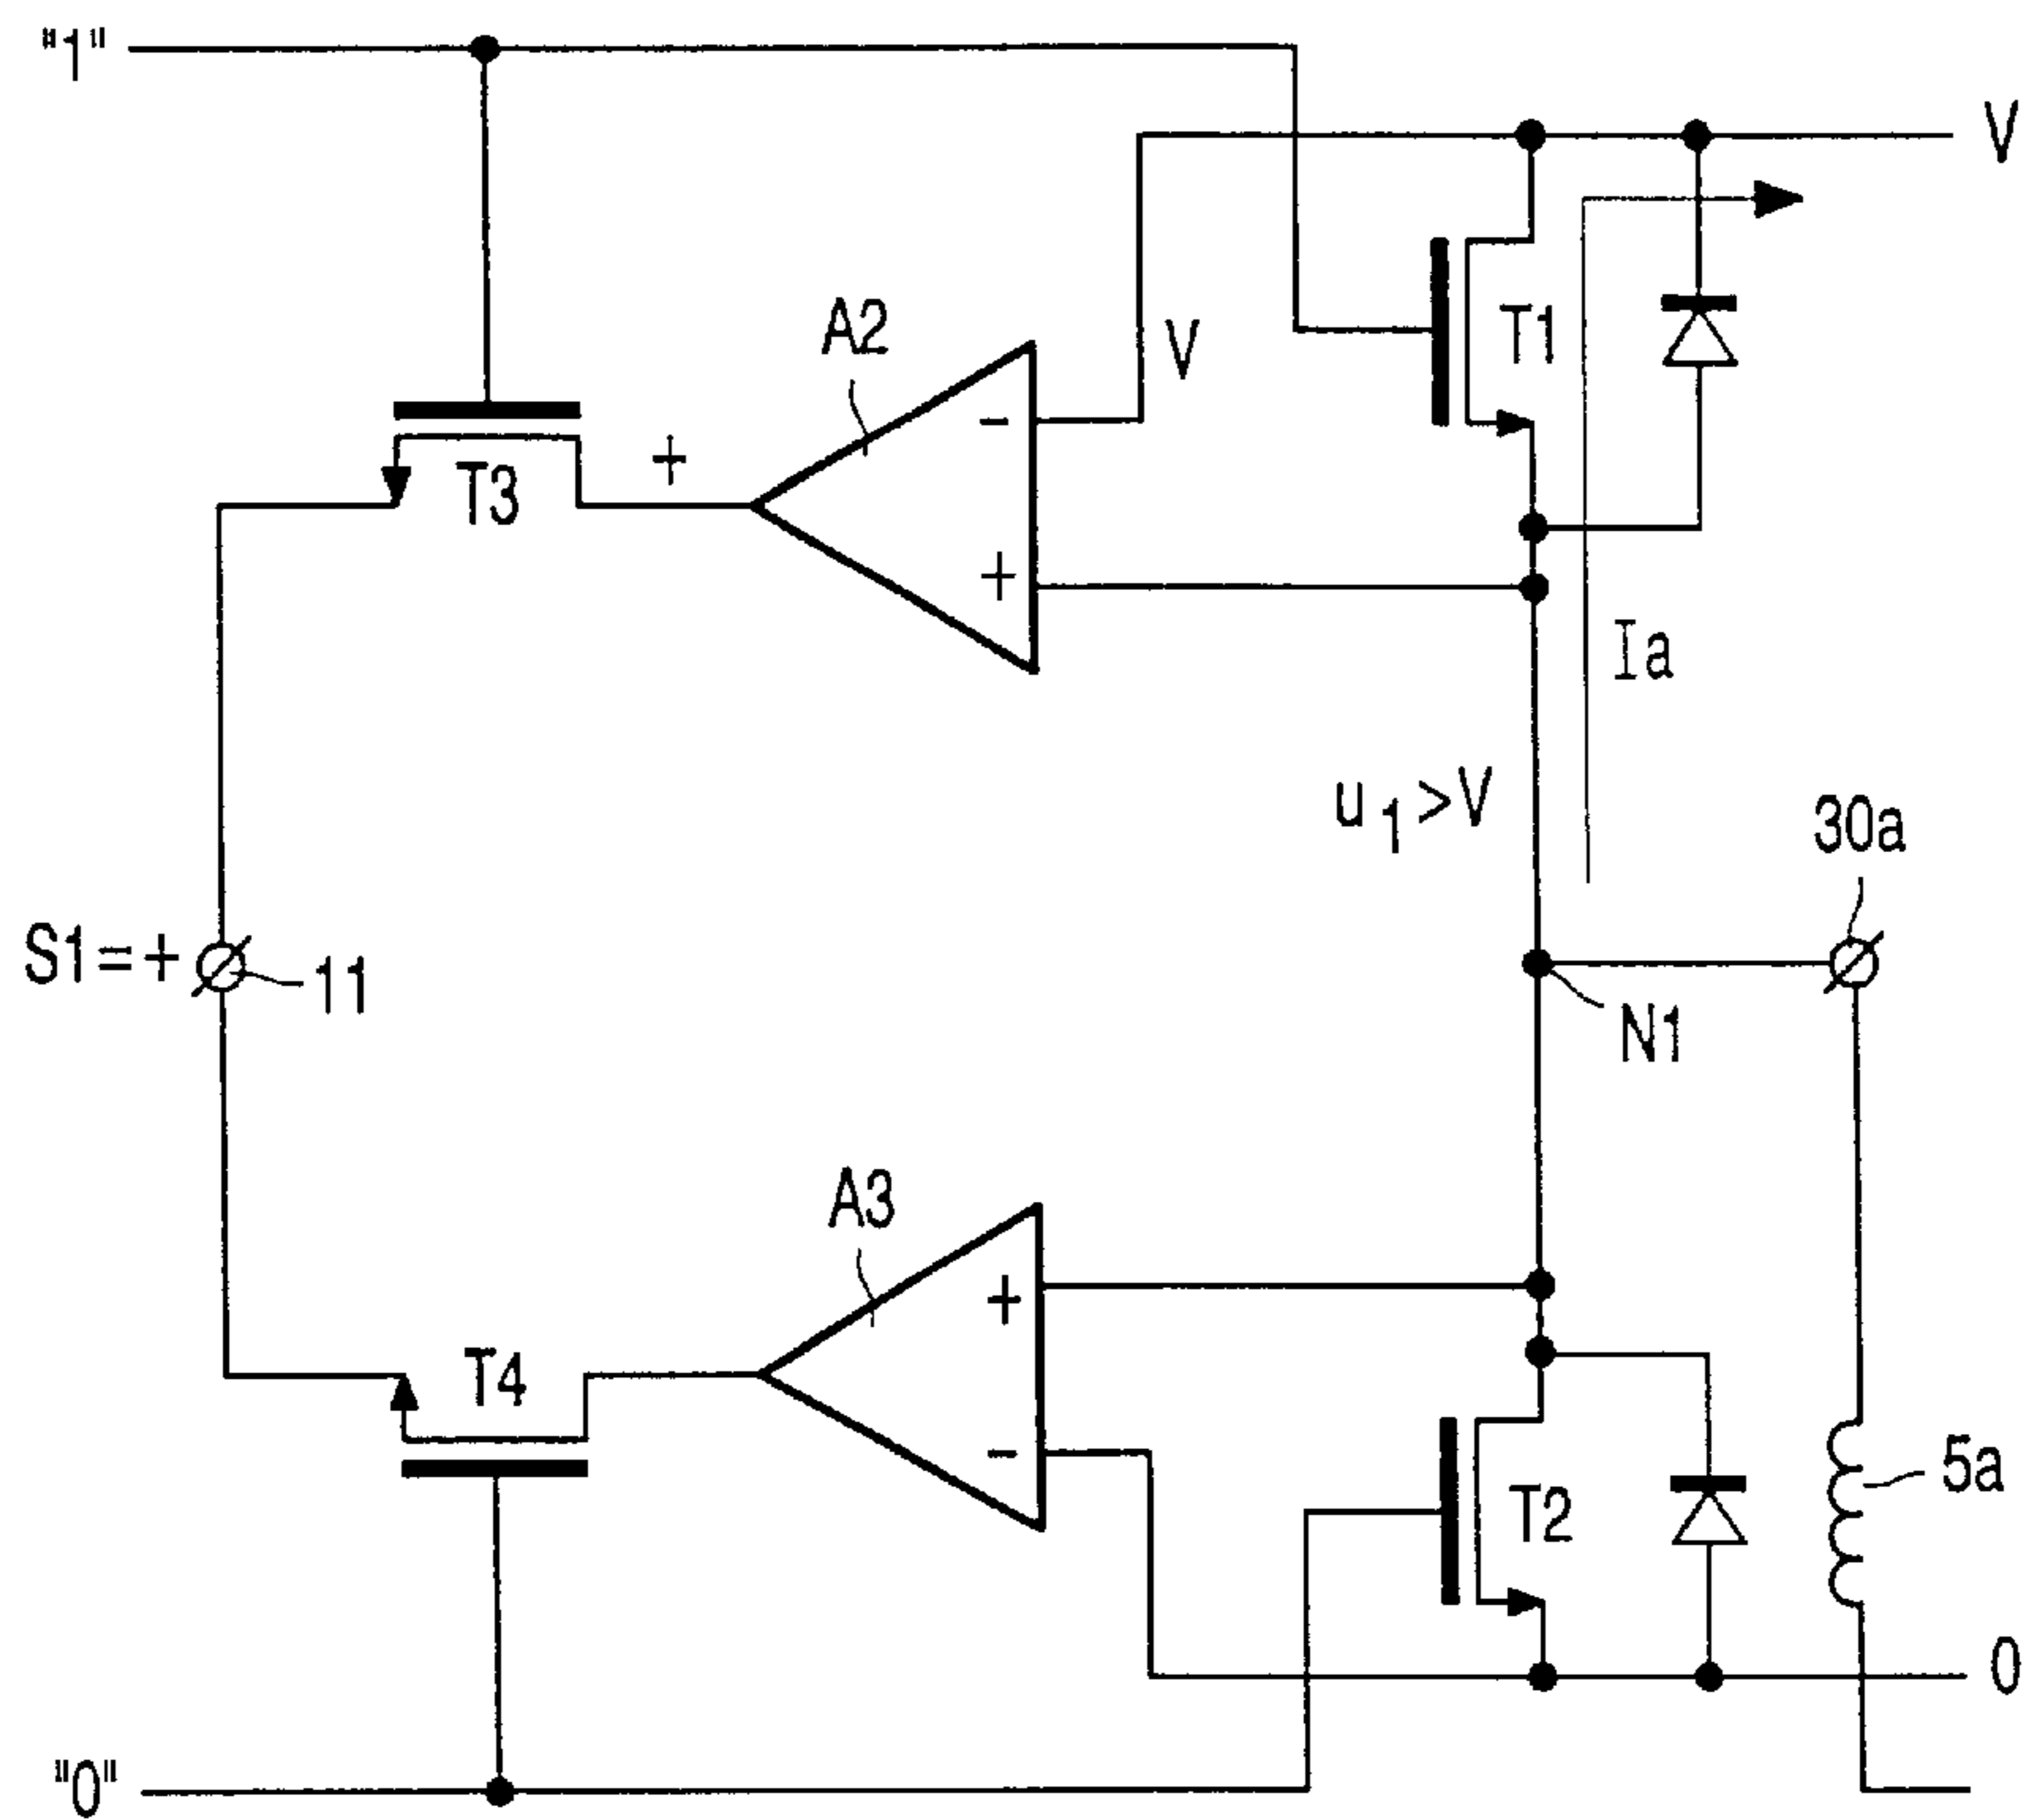 "1"
V
A2
V
T1
-
T3
+
+
Ia
u1>V
30a
S1=+
11
N1
A3
+
T4
-
5a
T2
0
"0"